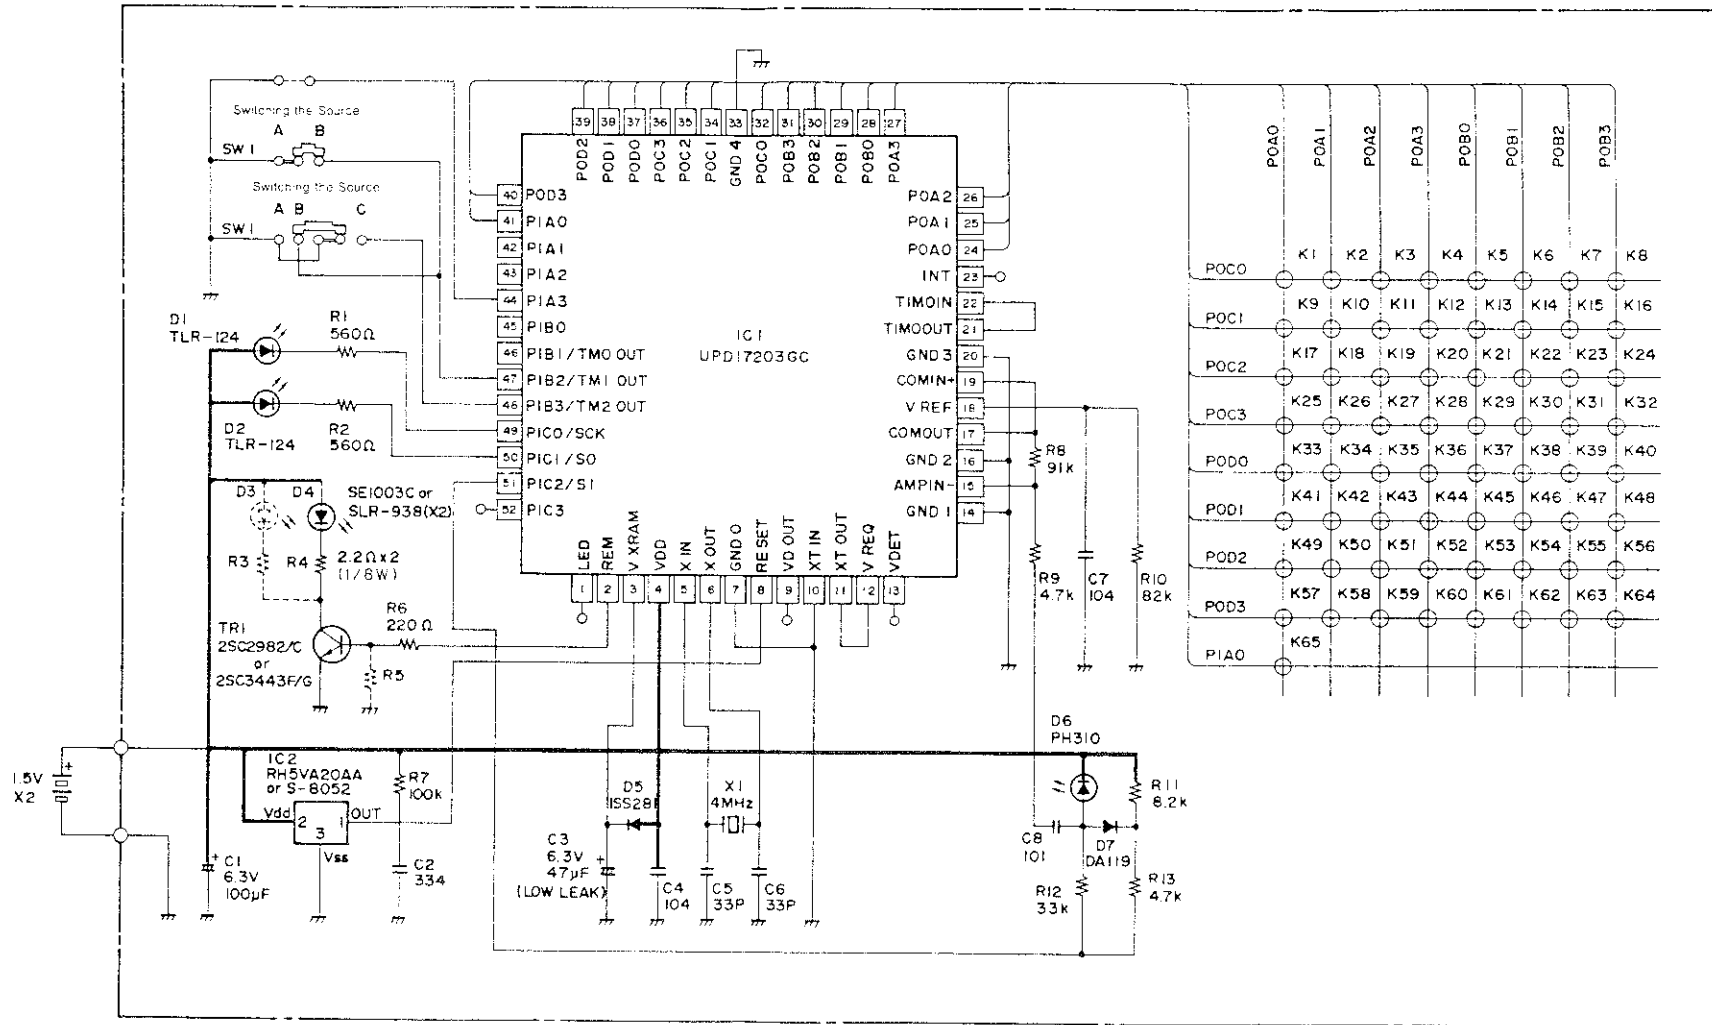 Switching the Source
A B
SW1
Switching the Source
A B C
SW1
D1
TLR-124
R1
560Ω
D2
TLR-124
R2
560Ω
D3 D4
SE1003C or
SLR-938(X2)
R3 R4
2.2Ω×2
(1/8W)
R6
220Ω
TR1
2SC2982/C
or
2SC3443F/G
R5
39 38 37 36 35 34 33 32 31 30 29 28 27
POD2 POD1 POD0 POC3 POC2 POC1 GND4 POC0 POB3 POB2 POB1 POB0 POA3
40 POD3
41 PIA0
42 PIA1
43 PIA2
44 PIA3
45 PIB0
46 PIB1/TM0 OUT
47 PIB2/TM1 OUT
48 PIB3/TM2 OUT
49 PIC0/SCK
50 PIC1/SO
51 PIC2/SI
52 PIC3
IC1
UPD17203GC
POA2 26
POA1 25
POA0 24
INT 23
TIMOIN 22
TIMOOUT 21
GND3 20
COMIN+ 19
V REF 18
COMOUT 17
GND2 16
AMPIN- 15
GND1 14
LED REM V XRAM VDD X IN X OUT GND0 RESET VD OUT XT IN XT OUT V REQ VDET
1 2 3 4 5 6 7 8 9 10 11 12 13
R8
91k
R9
4.7k
C7
104
R10
82k
POA0 POA1 POA2 POA3 POB0 POB1 POB2 POB3
K1 K2 K3 K4 K5 K6 K7 K8
POC0
K9 K10 K11 K12 K13 K14 K15 K16
POC1
K17 K18 K19 K20 K21 K22 K23 K24
POC2
K25 K26 K27 K28 K29 K30 K31 K32
POC3
K33 K34 K35 K36 K37 K38 K39 K40
POD0
K41 K42 K43 K44 K45 K46 K47 K48
POD1
K49 K50 K51 K52 K53 K54 K55 K56
POD2
K57 K58 K59 K60 K61 K62 K63 K64
POD3
K65
PIA0
1.5V
X2
+
IC2
RH5VA20AA
or S-8052
Vdd 2 1 OUT
3
Vss
R7
100k
+
C1
6.3V
100μF
C2
334
D5
1SS281
X1
4MHz
C3
6.3V
47μF
(LOW LEAK)
+
C4
104
C5
33P
C6
33P
D6
PH310
R11
8.2k
C8
101
D7
DA119
R12
33k
R13
4.7k